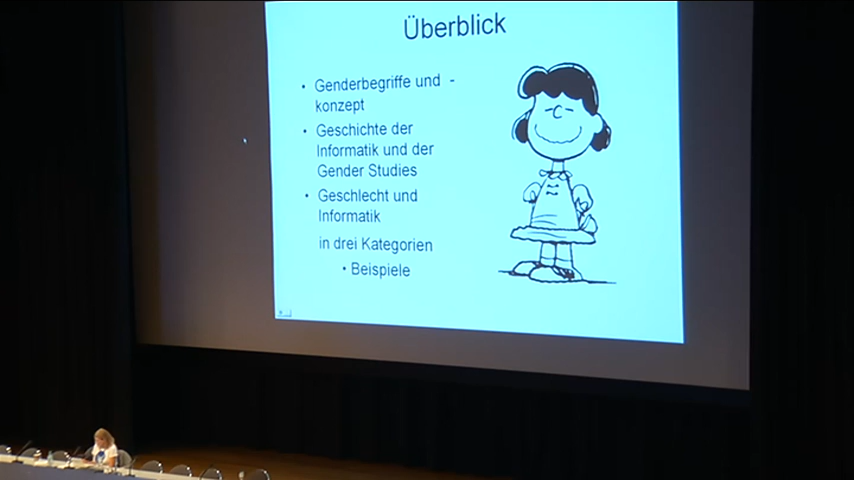 Überblick
• Genderbegriffe und -
konzept
• Geschichte der
Informatik und der
Gender Studies
• Geschlecht und
Informatik
in drei Kategorien
• Beispiele